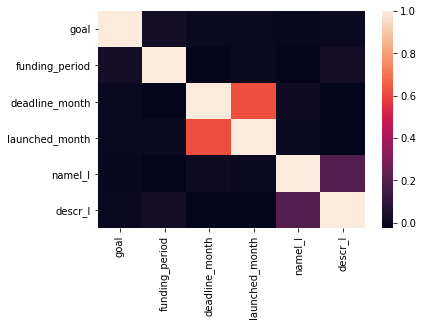 goal
funding_period
deadline_month
launched_month
namel_l
descr_l
goal
funding_period
deadline_month
launched_month
namel_l
descr_l
1.0
0.8
0.6
0.4
0.2
0.0